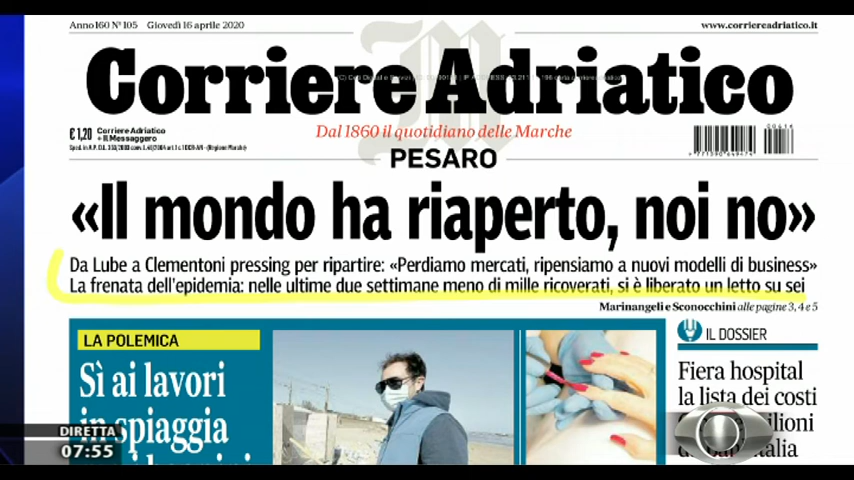 Anno 160 N° 105 Giovedì 16 aprile 2020
www.corriereadriatico.it
Corriere Adriatico
€ 1,20 Corriere Adriatico
+ Il Messaggero
Dal 1860 il quotidiano delle Marche
PESARO
«Il mondo ha riaperto, noi no»
Da Lube a Clementoni pressing per ripartire: «Perdiamo mercati, ripensiamo a nuovi modelli di business»
La frenata dell'epidemia: nelle ultime due settimane meno di mille ricoverati, si è liberato un letto su sei
Marinangeli e Sconocchini alle pagine 3, 4 e 5
LA POLEMICA
Sì ai lavori
in spiaggia
IL DOSSIER
Fiera hospital
la lista dei costi
DIRETTA
07:55